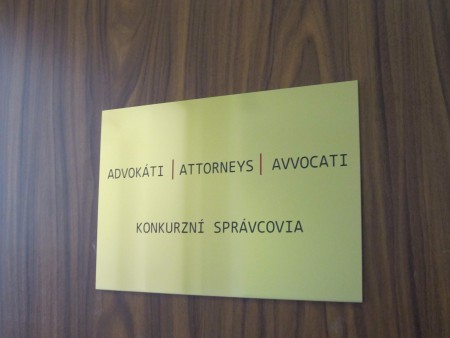 ADVOKÁTI | ATTORNEYS | AVVOCATI
KONKURZNÍ SPRÁVCOVIA